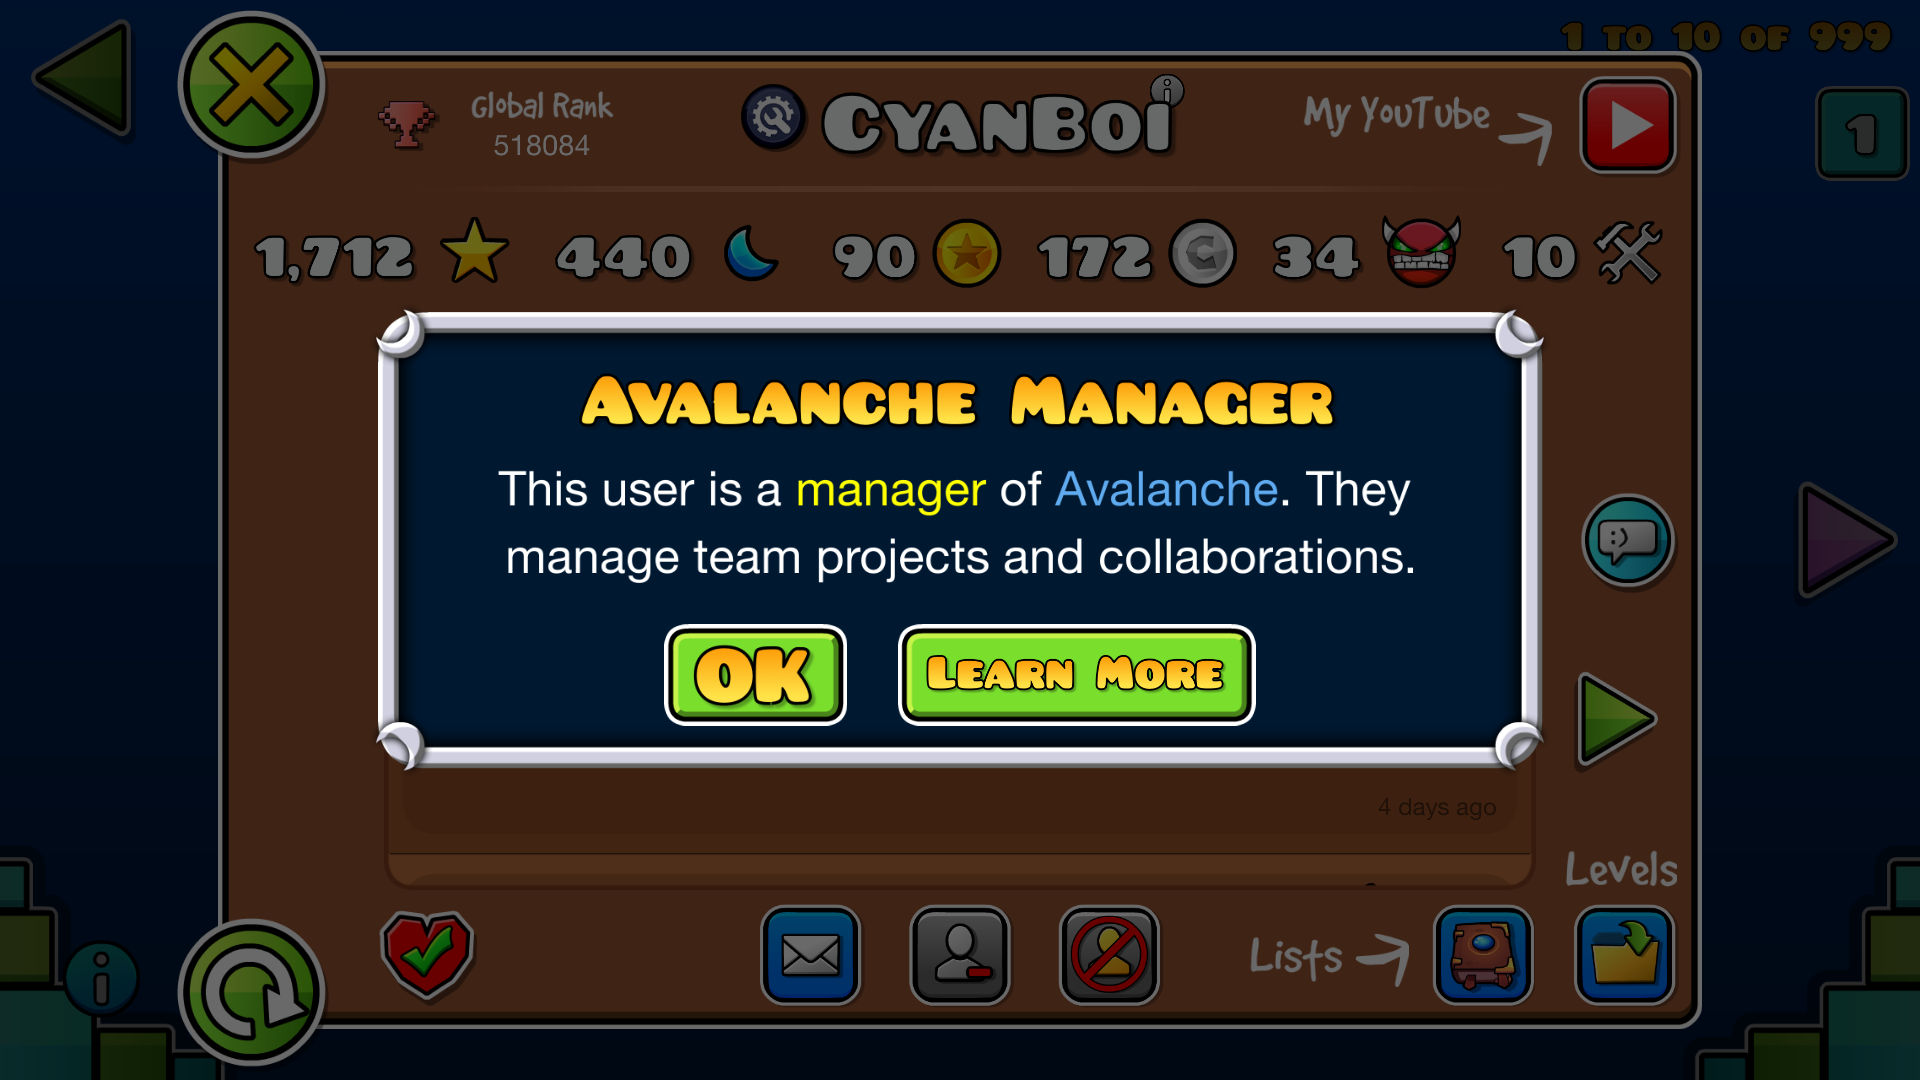 1 to 10 of 999
Global Rank
518084
CyanBoi
My YouTube
1
1,712
440
90
172
34
10
Avalanche Manager
This user is a manager of Avalanche. They
manage team projects and collaborations.
OK
Learn More
4 days ago
Levels
Lists